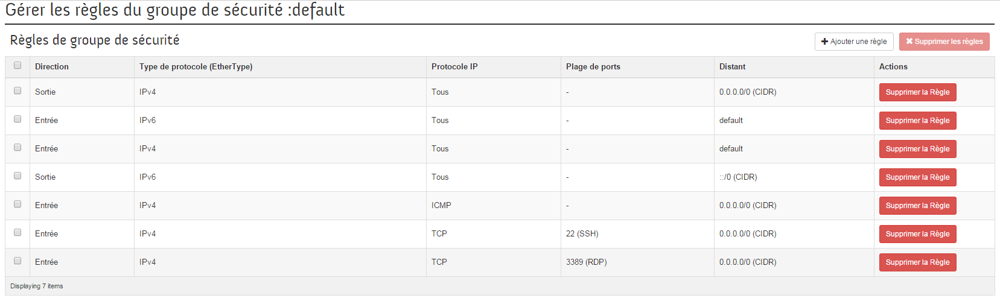 Gérer les règles du groupe de sécurité :default
Règles de groupe de sécurité
Ajouter une règle
Supprimer les règles
Direction Type de protocole (EtherType) Protocole IP Plage de ports Distant Actions
Sortie IPv4 Tous - 0.0.0.0/0 (CIDR) Supprimer la Règle
Entrée IPv6 Tous - default Supprimer la Règle
Entrée IPv4 Tous - default Supprimer la Règle
Sortie IPv6 Tous - ::/0 (CIDR) Supprimer la Règle
Entrée IPv4 ICMP - 0.0.0.0/0 (CIDR) Supprimer la Règle
Entrée IPv4 TCP 22 (SSH) 0.0.0.0/0 (CIDR) Supprimer la Règle
Entrée IPv4 TCP 3389 (RDP) 0.0.0.0/0 (CIDR) Supprimer la Règle
Displaying 7 items